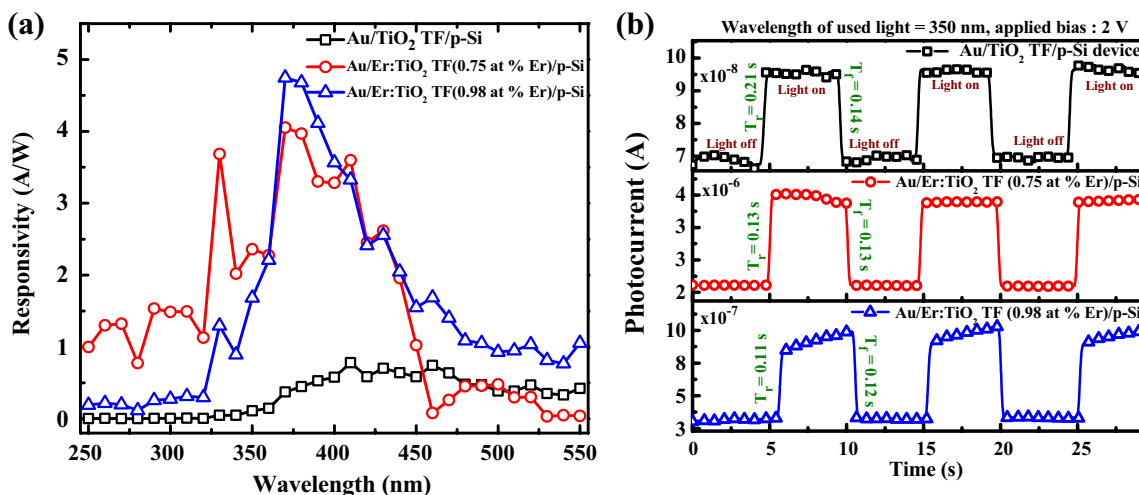 (a)
Au/TiO₂ TF/p-Si
Au/Er:TiO₂ TF(0.75 at % Er)/p-Si
Au/Er:TiO₂ TF(0.98 at % Er)/p-Si
Responsivity (A/W)
5
4
3
2
1
0
250 300 350 400 450 500 550
Wavelength (nm)
(b)
Wavelength of used light = 350 nm, applied bias : 2 V
Au/TiO₂ TF/p-Si device
x10⁻⁸
Light on
Light on
Light on
Light off
Light off
Light off
Tᵣ = 0.21 s
T_f = 0.14 s
10
9
7
Au/Er:TiO₂ TF (0.75 at % Er)/p-Si
x10⁻⁶
Tᵣ = 0.13 s
T_f = 0.13 s
4
3
2
Au/Er:TiO₂ TF (0.98 at % Er)/p-Si
x10⁻⁷
Tᵣ = 0.11 s
T_f = 0.12 s
10
5
3
Photocurrent (A)
0 5 10 15 20 25
Time (s)